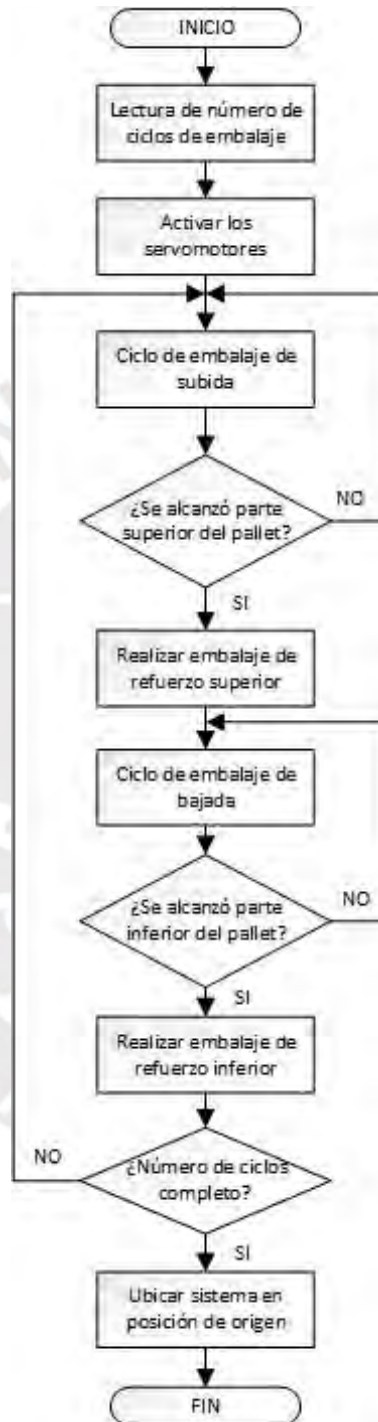 INICIO
Lectura de número de
ciclos de embalaje
Activar los
servomotores
Ciclo de embalaje de
subida
¿Se alcanzó parte
superior del pallet?
NO
SI
Realizar embalaje de
refuerzo superior
Ciclo de embalaje de
bajada
¿Se alcanzó parte
inferior del pallet?
NO
SI
Realizar embalaje de
refuerzo inferior
¿Número de ciclos
completo?
NO
SI
Ubicar sistema en
posición de origen
FIN